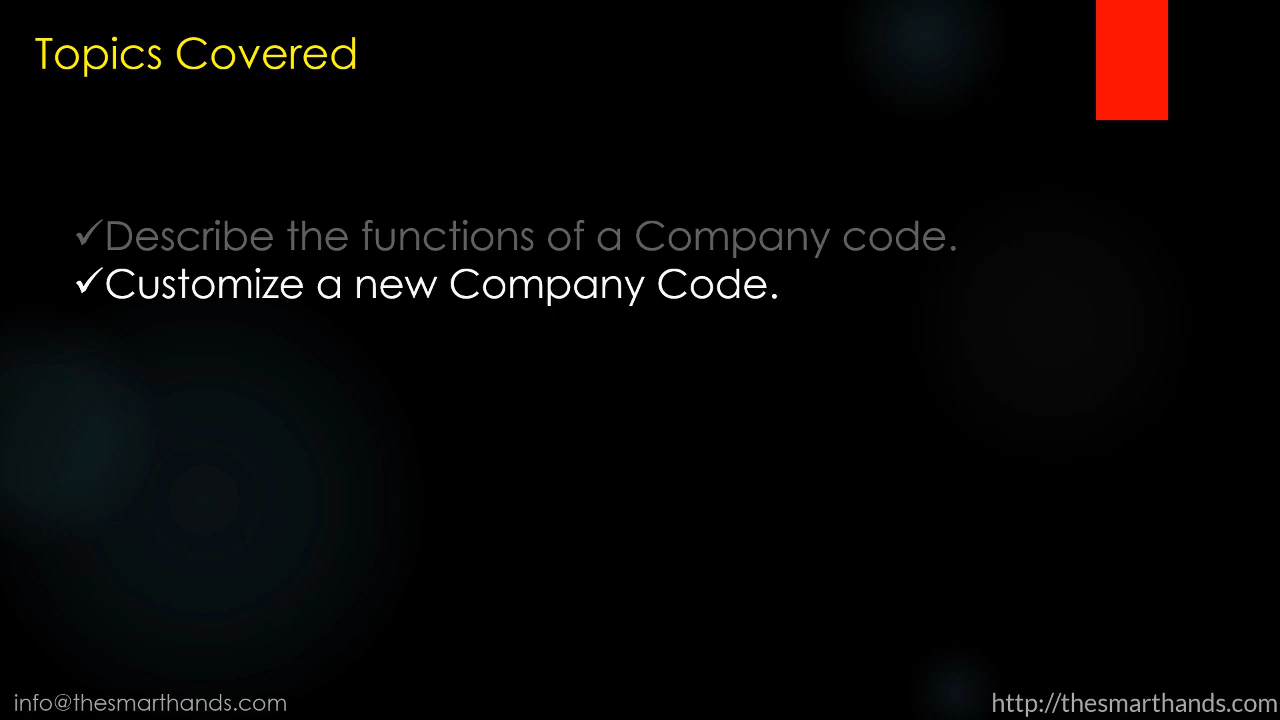 Topics Covered
✓Describe the functions of a Company code.
✓Customize a new Company Code.
info@thesmarthands.com
http://thesmarthands.com